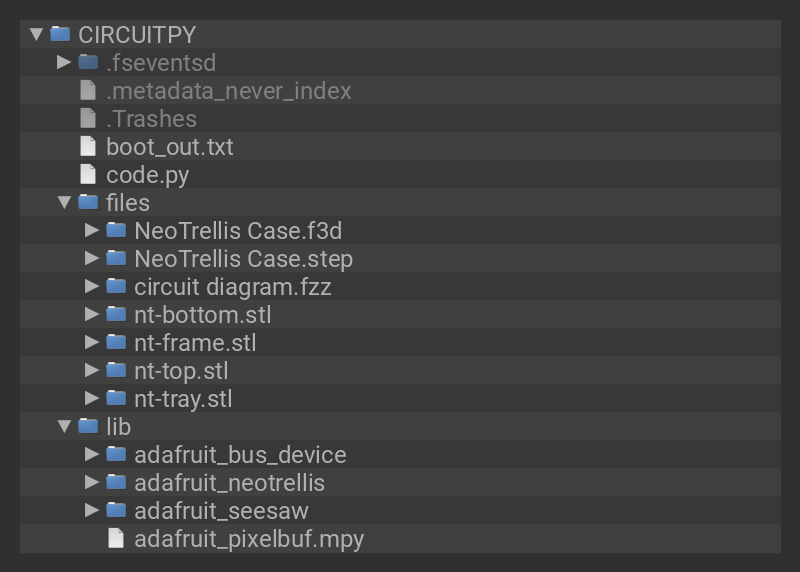 CIRCUITPY
.fseventsd
.metadata_never_index
.Trashes
boot_out.txt
code.py
files
NeoTrellis Case.f3d
NeoTrellis Case.step
circuit diagram.fzz
nt-bottom.stl
nt-frame.stl
nt-top.stl
nt-tray.stl
lib
adafruit_bus_device
adafruit_neotrellis
adafruit_seesaw
adafruit_pixelbuf.mpy